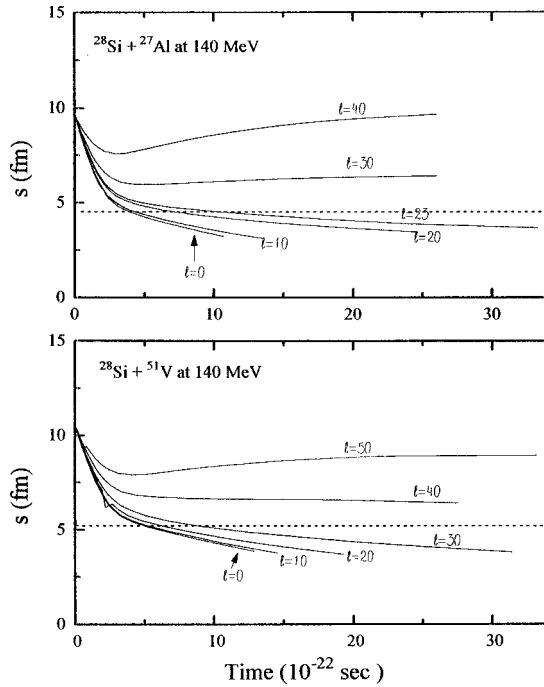 ²⁸Si + ²⁷Al at 140 MeV
s (fm)
15
10
5
0
ℓ=40
ℓ=30
ℓ=23
ℓ=20
ℓ=10
ℓ=0
0 10 20 30
²⁸Si + ⁵¹V at 140 MeV
s (fm)
15
10
5
0
ℓ=50
ℓ=40
ℓ=30
ℓ=20
ℓ=10
ℓ=0
0 10 20 30
Time (10⁻²² sec )